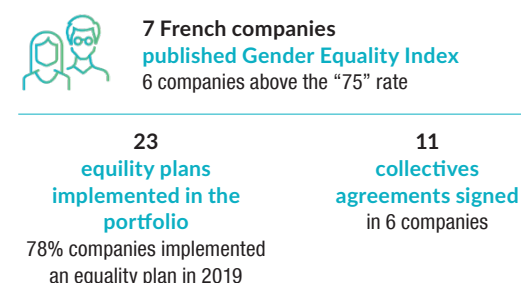 7 French companies
published Gender Equality Index
6 companies above the “75” rate
23
equility plans
implemented in the
portfolio
78% companies implemented
an equality plan in 2019
11
collectives
agreements signed
in 6 companies